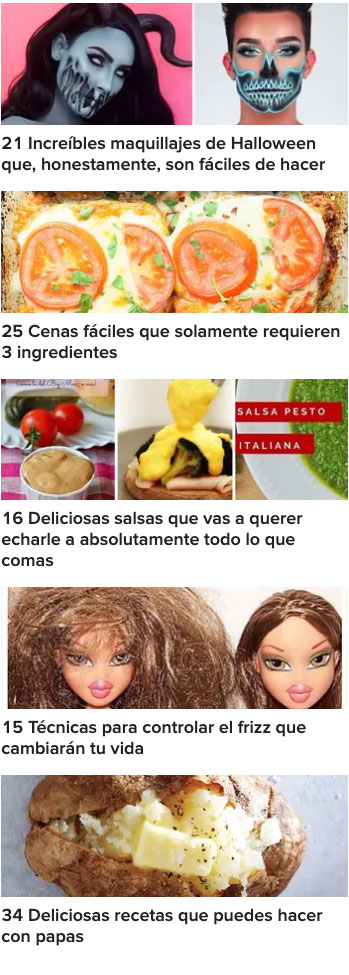 21 Increíbles maquillajes de Halloween
que, honestamente, son fáciles de hacer
25 Cenas fáciles que solamente requieren
3 ingredientes
SALSA PESTO
ITALIANA
16 Deliciosas salsas que vas a querer
echarle a absolutamente todo lo que
comas
15 Técnicas para controlar el frizz que
cambiarán tu vida
34 Deliciosas recetas que puedes hacer
con papas